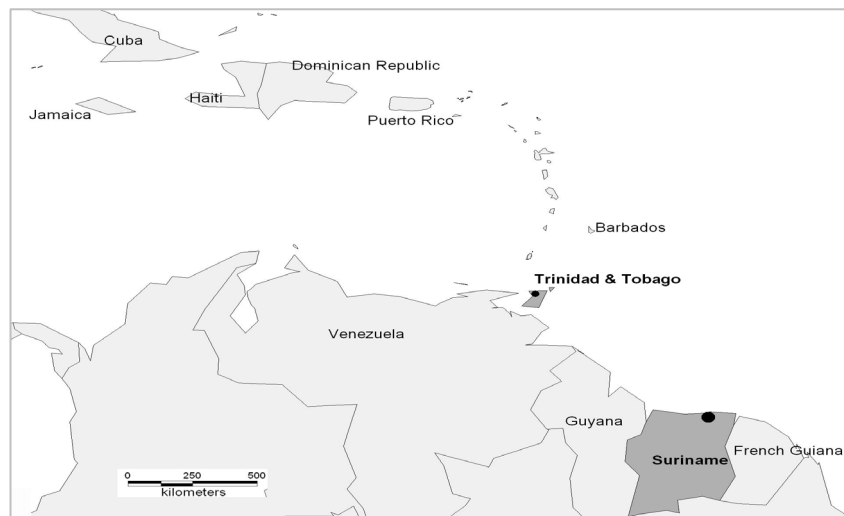 Cuba
Dominican Republic
Haiti
Jamaica
Puerto Rico
Barbados
Trinidad & Tobago
Venezuela
Guyana
French Guiana
Suriname
0 250 500
kilometers